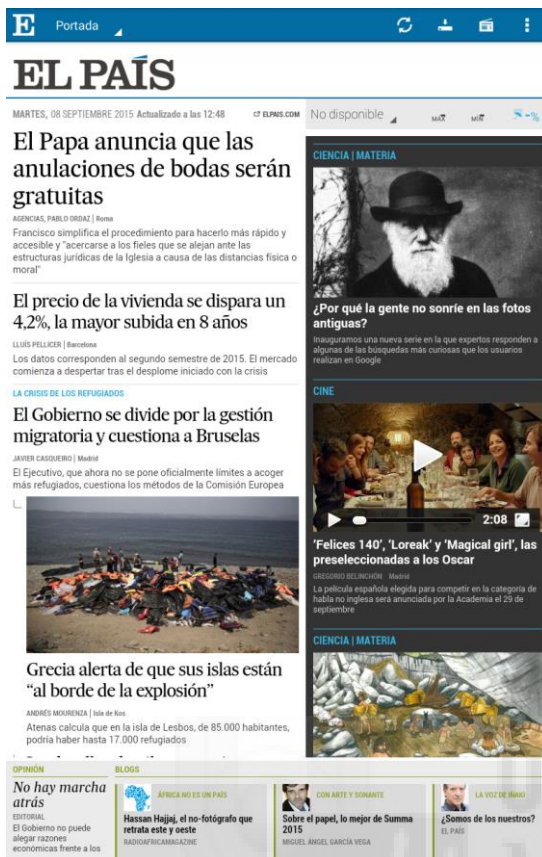 E Portada
EL PAÍS
MARTES, 08 SEPTIEMBRE 2015 Actualizado a las 12:48
ELPAIS.COM
No disponible
MAX
MIN
-%
El Papa anuncia que las
anulaciones de bodas serán
gratuitas
AGENCIAS, PABLO ORDAZ | Roma
Francisco simplifica el procedimiento para hacerlo más rápido y
accesible y "acercarse a los fieles que se alejan ante las
estructuras jurídicas de la Iglesia a causa de las distancias física o
moral"
El precio de la vivienda se dispara un
4,2%, la mayor subida en 8 años
LLUÍS PELLICER | Barcelona
Los datos corresponden al segundo semestre de 2015. El mercado
comienza a despertar tras el desplome iniciado con la crisis
LA CRISIS DE LOS REFUGIADOS
El Gobierno se divide por la gestión
migratoria y cuestiona a Bruselas
JAVIER CASQUEIRO | Madrid
El Ejecutivo, que ahora no se pone oficialmente límites a acoger
más refugiados, cuestiona los métodos de la Comisión Europea
Grecia alerta de que sus islas están
“al borde de la explosión”
ANDRÉS MOURENZA | Isla de Kos
Atenas calcula que en la isla de Lesbos, de 85.000 habitantes,
podría haber hasta 17.000 refugiados
CIENCIA | MATERIA
¿Por qué la gente no sonríe en las fotos
antiguas?
Inauguramos una nueva serie en la que expertos responden a
algunas de las búsquedas más curiosas que los usuarios
realizan en Google
CINE
2:08
‘Felices 140’, ‘Loreak’ y ‘Magical girl’, las
preseleccionadas a los Oscar
GREGORIO BELINCHÓN Madrid
La película española elegida para competir en la categoría de
habla no inglesa será anunciada por la Academia el 29 de
septiembre
CIENCIA | MATERIA
OPINIÓN
No hay marcha
atrás
EDITORIAL
El Gobierno no puede
alegar razones
económicas frente a los
BLOGS
ÁFRICA NO ES UN PAÍS
Hassan Hajjaj, el no-fotógrafo que
retrata este y oeste
RADIOAFRICAMAGAZINE
CON ARTE Y SONANTE
Sobre el papel, lo mejor de Summa
2015
MIGUEL ÁNGEL GARCÍA VEGA
LA VOZ DE IÑAKI
¿Somos de los nuestros?
EL PAÍS